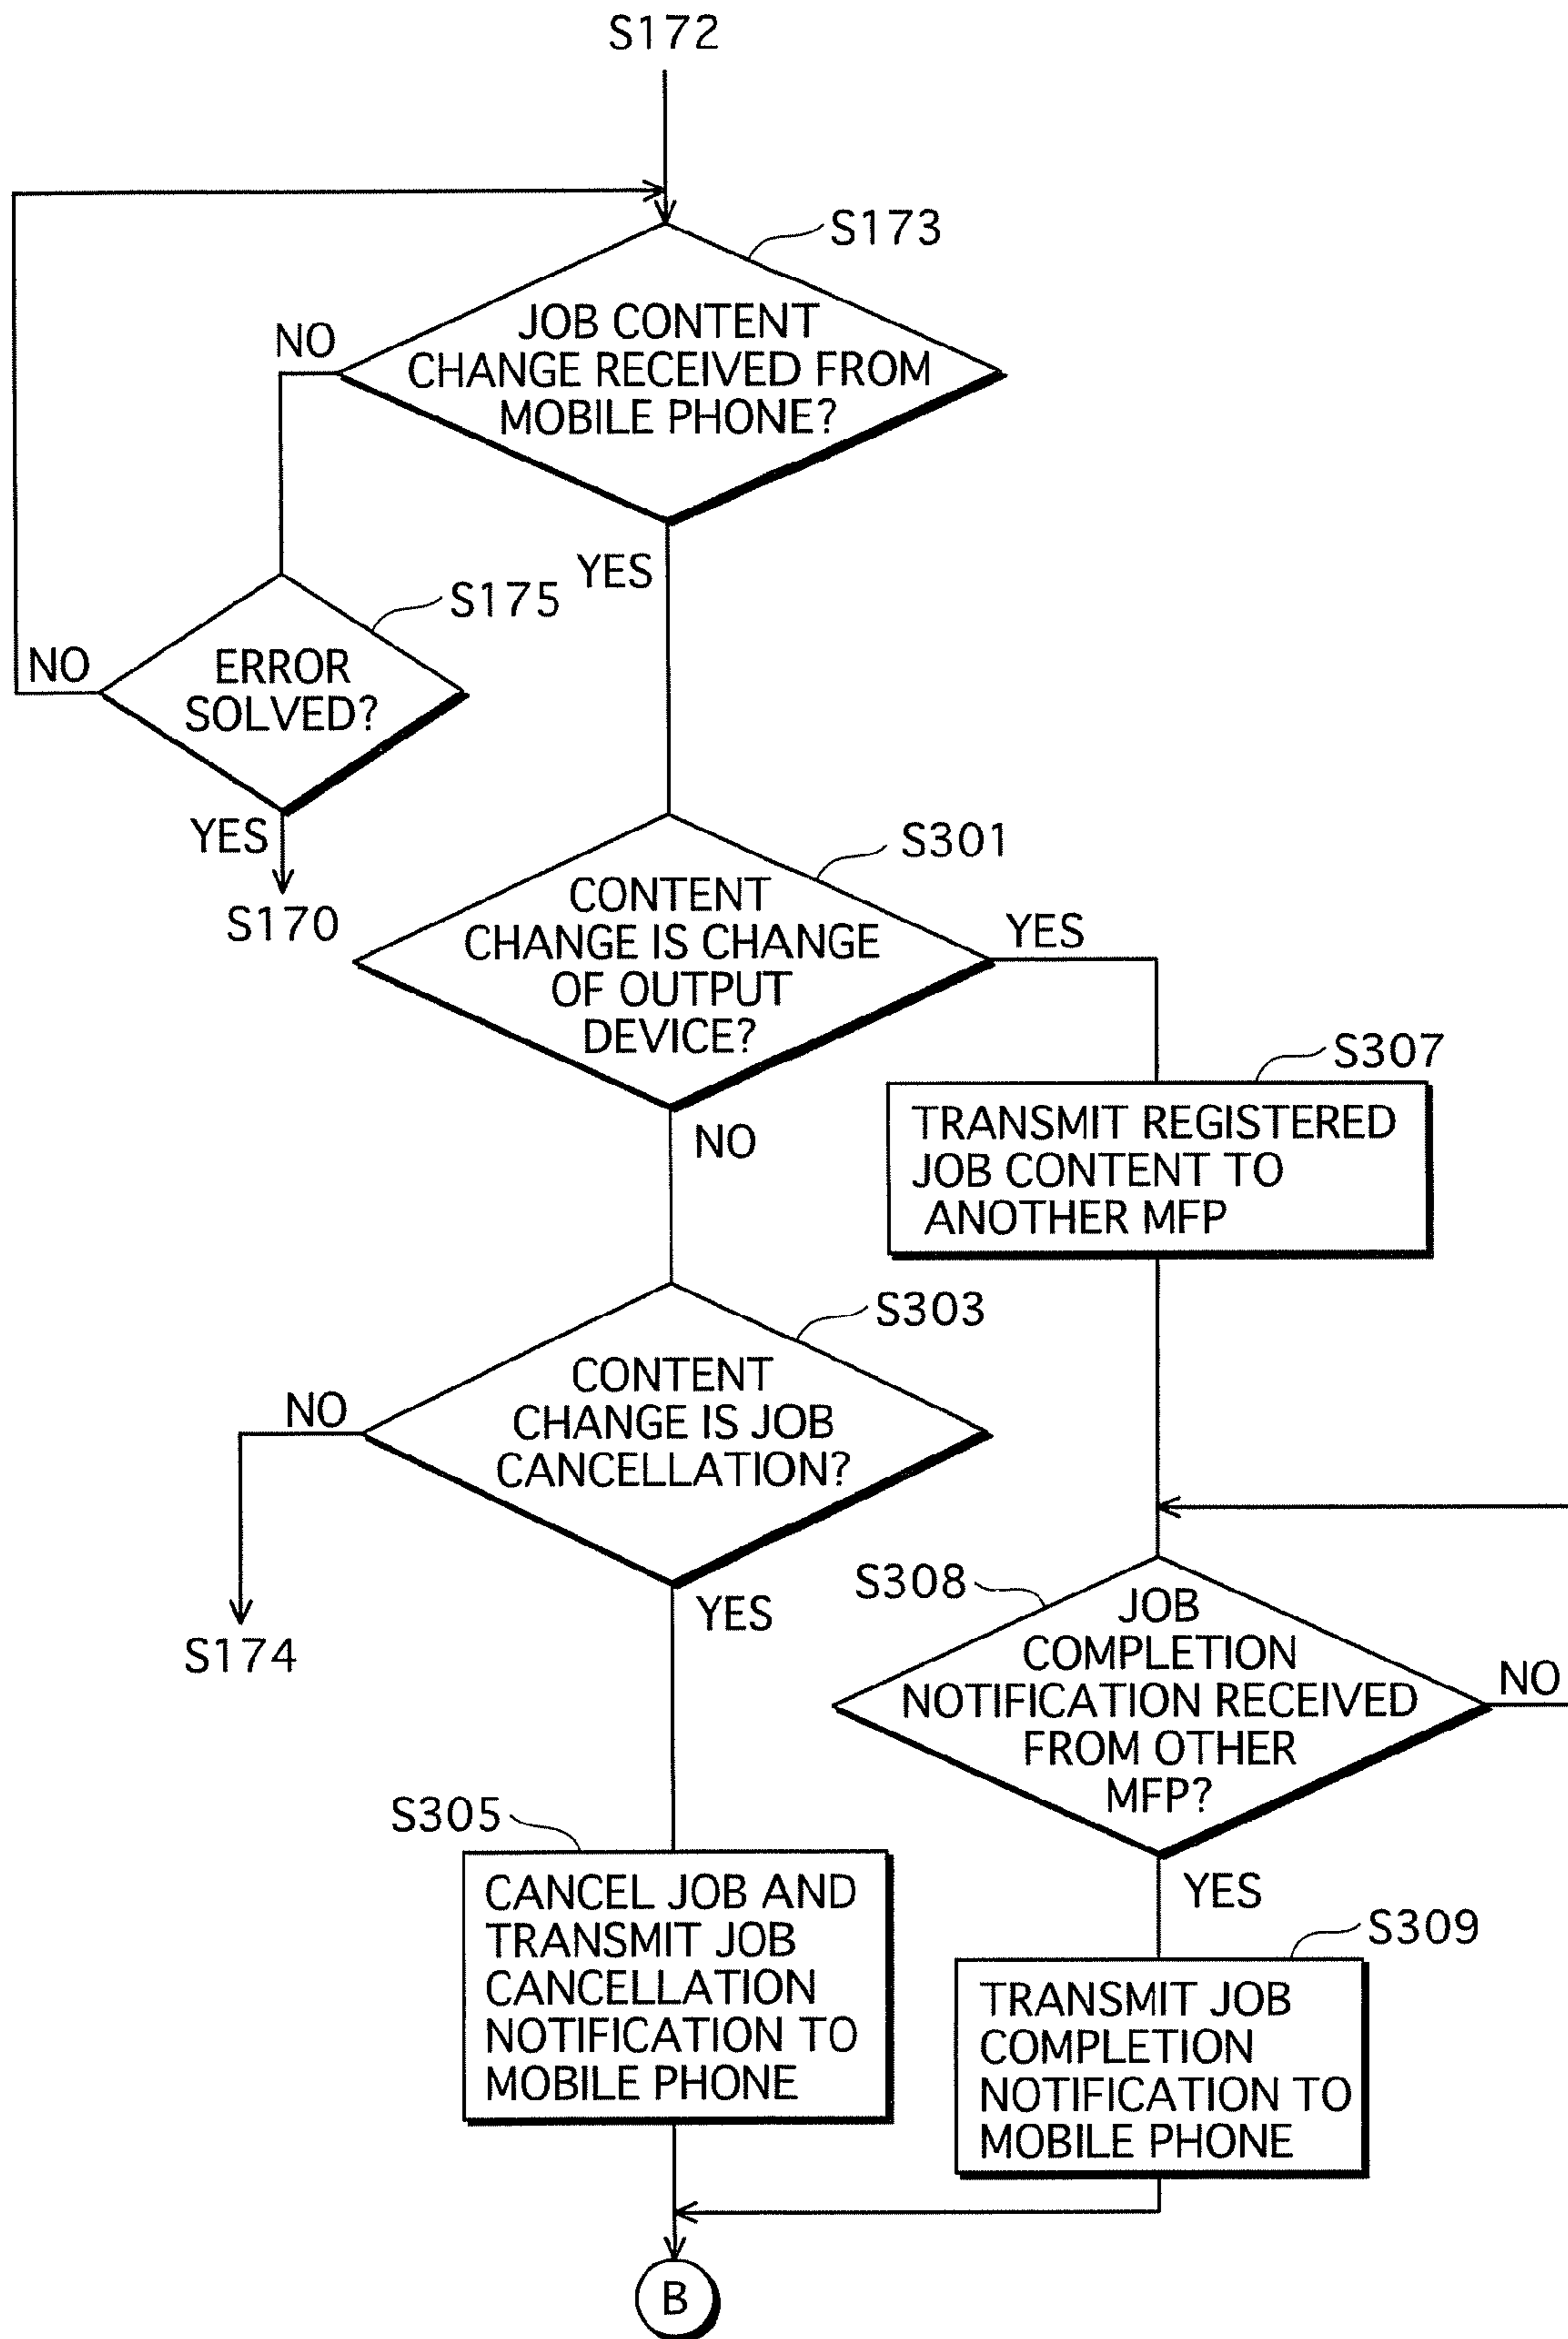 S172
S173
JOB CONTENT
CHANGE RECEIVED FROM
MOBILE PHONE?
NO
YES
S175
ERROR
SOLVED?
NO
YES
S170
S301
CONTENT
CHANGE IS CHANGE
OF OUTPUT
DEVICE?
YES
NO
S307
TRANSMIT REGISTERED
JOB CONTENT TO
ANOTHER MFP
S303
CONTENT
CHANGE IS JOB
CANCELLATION?
NO
S174
YES
S308
JOB
COMPLETION
NOTIFICATION RECEIVED
FROM OTHER
MFP?
NO
YES
S305
CANCEL JOB AND
TRANSMIT JOB
CANCELLATION
NOTIFICATION TO
MOBILE PHONE
S309
TRANSMIT JOB
COMPLETION
NOTIFICATION TO
MOBILE PHONE
B